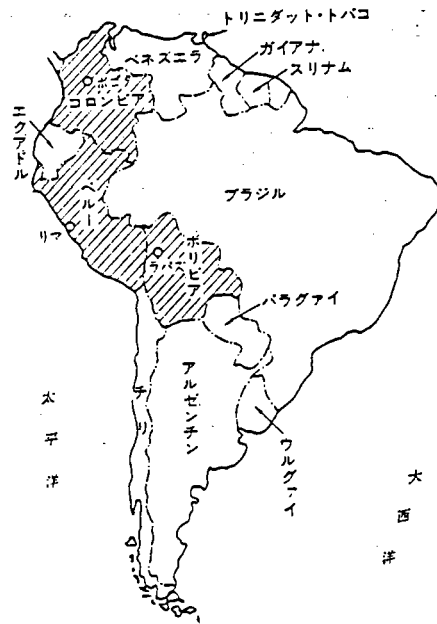 トリニダット・トバコ
ベネズエラ
ガイアナ
スリナム
ボゴタ
コロンビア
エクアドル
ペルー
ブラジル
リマ
ラパズ
ボリビア
パラグァイ
アルゼンチン
チリ
ウルグァイ
太平洋
大西洋